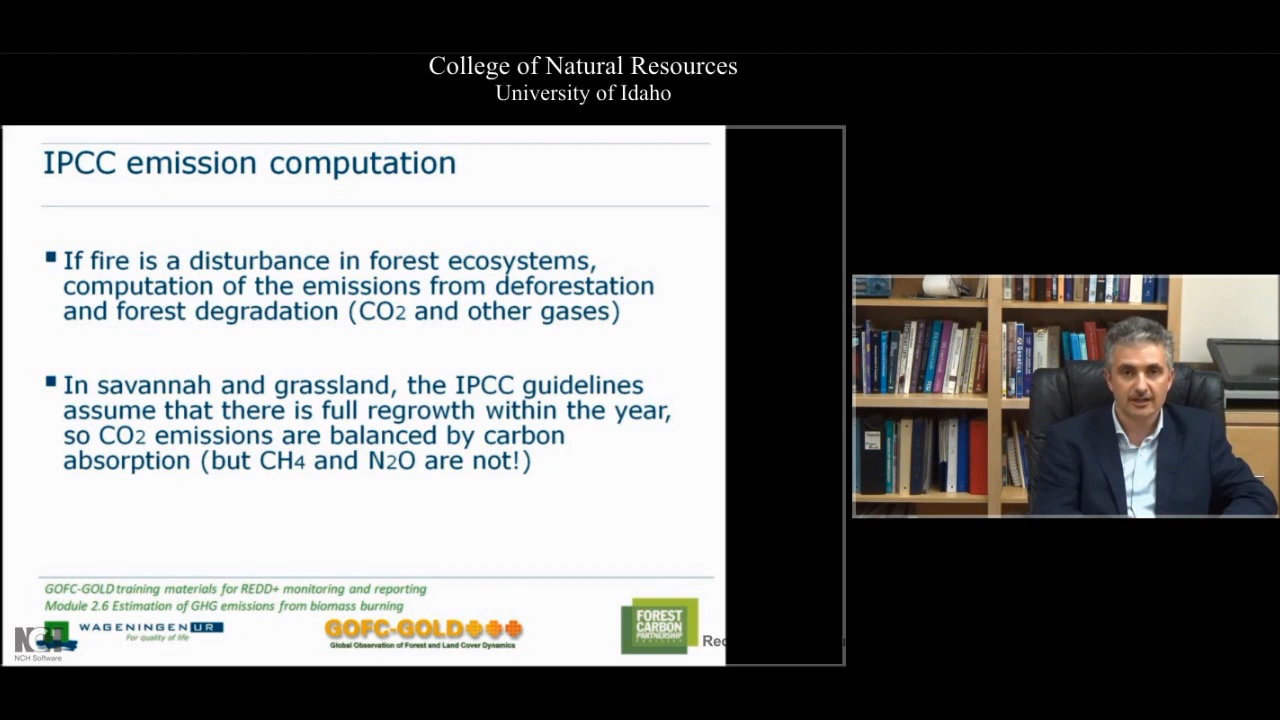 College of Natural Resources
University of Idaho
IPCC emission computation
If fire is a disturbance in forest ecosystems,
computation of the emissions from deforestation
and forest degradation (CO2 and other gases)
In savannah and grassland, the IPCC guidelines
assume that there is full regrowth within the year,
so CO2 emissions are balanced by carbon
absorption (but CH4 and N2O are not!)
GOFC-GOLD training materials for REDD+ monitoring and reporting
Module 2.6 Estimation of GHG emissions from biomass burning
NCH
NCH Software
WAGENINGEN UR
For quality of life
GOFC-GOLD
Global Observation of Forest and Land Cover Dynamics
FOREST
CARBON
PARTNERSHIP
Genetics